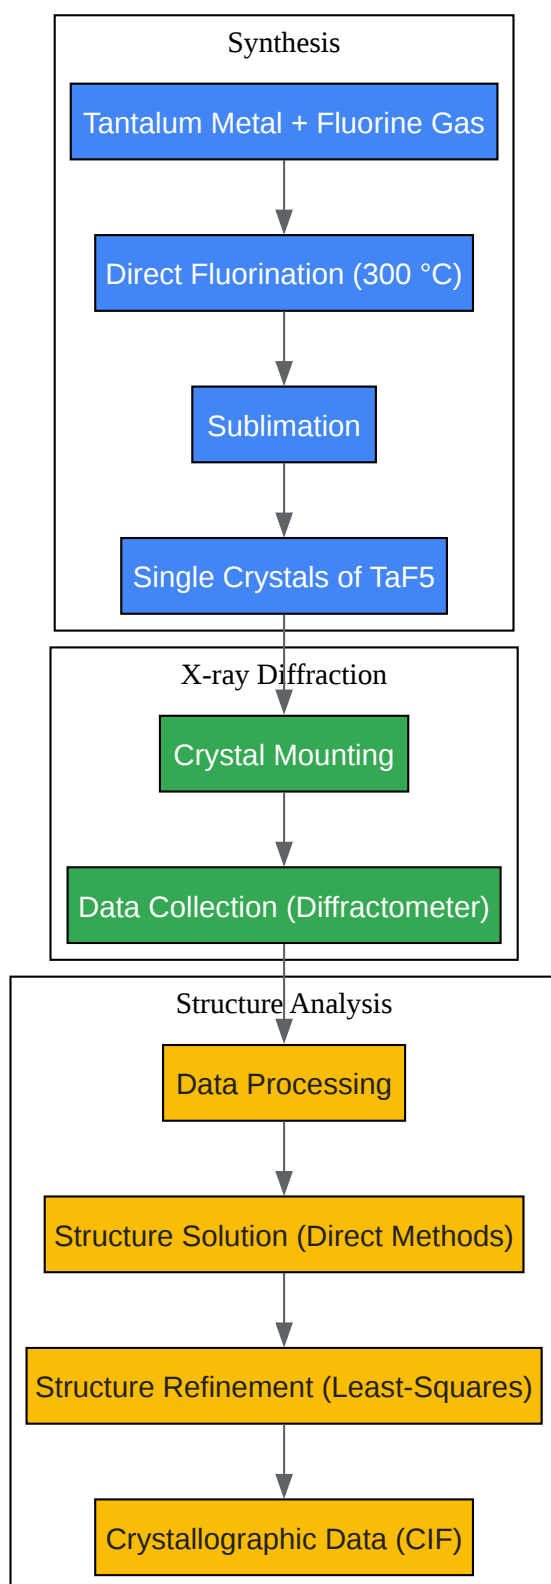 Synthesis
Tantalum Metal + Fluorine Gas
Direct Fluorination (300 °C)
Sublimation
Single Crystals of TaF5
X-ray Diffraction
Crystal Mounting
Data Collection (Diffractometer)
Structure Analysis
Data Processing
Structure Solution (Direct Methods)
Structure Refinement (Least-Squares)
Crystallographic Data (CIF)